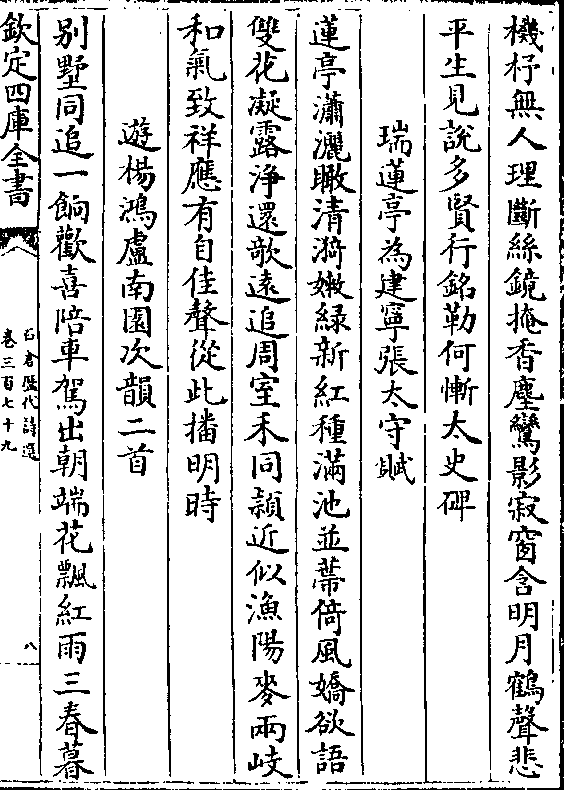 機杼無人理斷絲鏡掩香塵鸞影寂窗含明月鶴聲悲
平生見說多賢行銘勒何慚太史碑
瑞蓮亭為建寧張太守賦
蓮亭瀟灑瞰清漪嫩綠新紅種滿池並蔕倚風嬌欲語
雙花凝露淨還欹遠追周室禾同頴近似漁陽麥兩岐
和氣致祥應有自佳聲從此播明時
遊楊鴻盧南園次韻二首
别墅同追一餉歡喜陪車駕出朝端花飄紅雨三春暮
欽定四庫全書
石倉歴代詩選
卷三百七十九
八